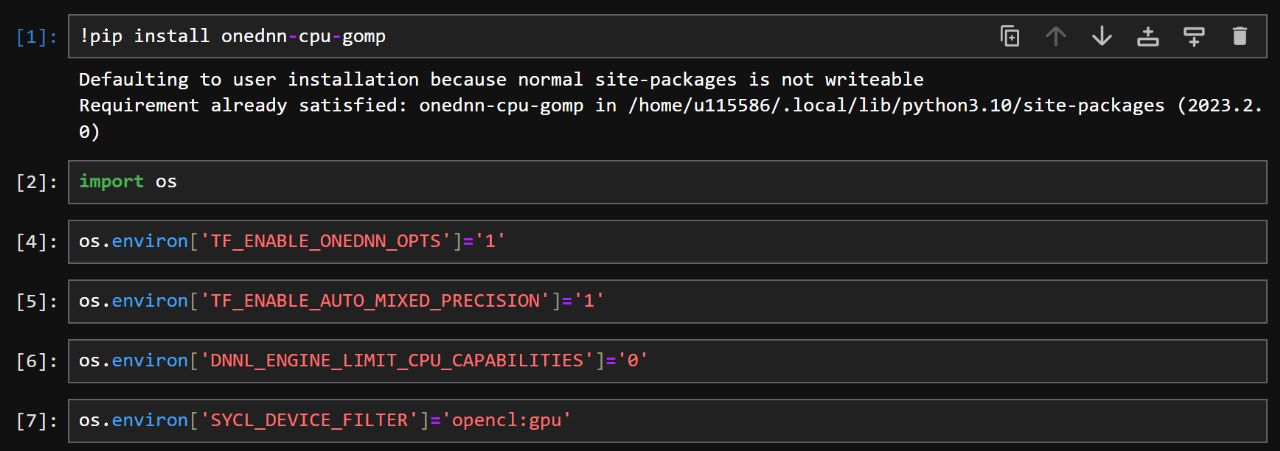 [1]: !pip install onednn-cpu-gomp
Defaulting to user installation because normal site-packages is not writeable
Requirement already satisfied: onednn-cpu-gomp in /home/u115586/.local/lib/python3.10/site-packages (2023.2.
0)
[2]: import os
[4]: os.environ['TF_ENABLE_ONEDNN_OPTS']='1'
[5]: os.environ['TF_ENABLE_AUTO_MIXED_PRECISION']='1'
[6]: os.environ['DNNL_ENGINE_LIMIT_CPU_CAPABILITIES']='0'
[7]: os.environ['SYCL_DEVICE_FILTER']='opencl:gpu'